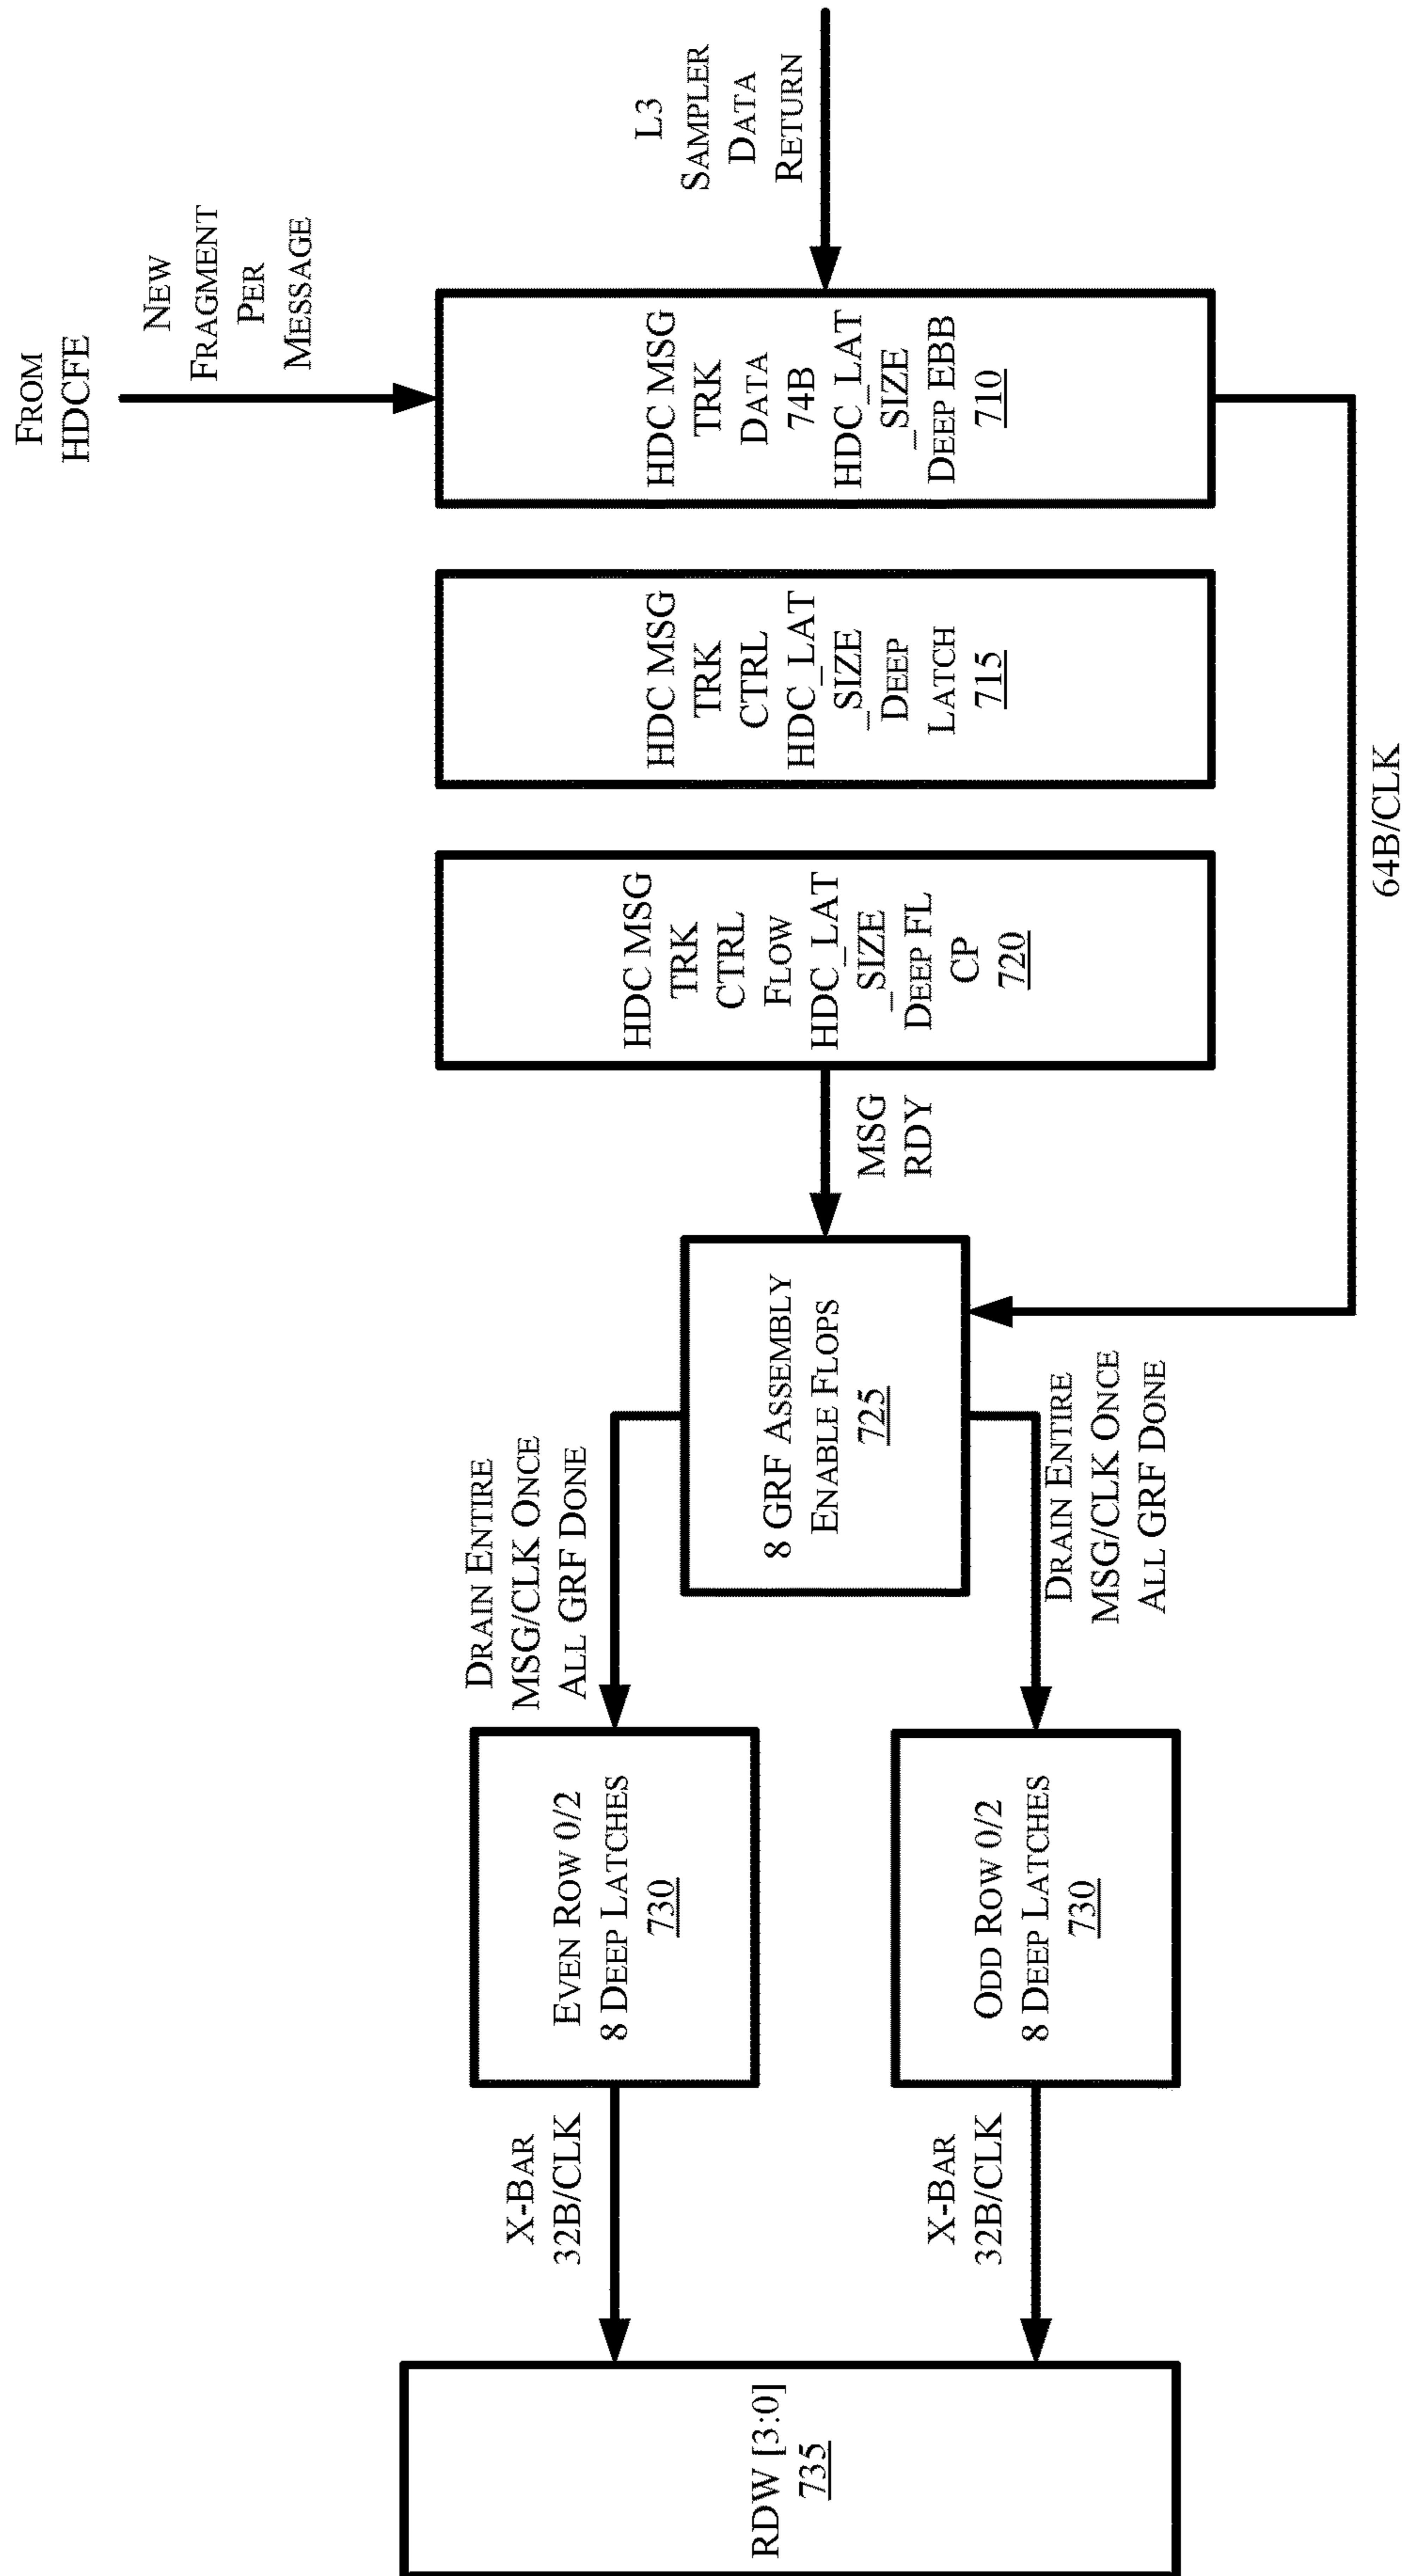 FROM
HDCFE
NEW
FRAGMENT
PER
MESSAGE
RDW [3:0]
735
X-BAR
32B/CLK
X-BAR
32B/CLK
EVEN ROW 0/2
8 DEEP LATCHES
730
ODD ROW 0/2
8 DEEP LATCHES
730
DRAIN ENTIRE
MSG/CLK ONCE
ALL GRF DONE
DRAIN ENTIRE
MSG/CLK ONCE
ALL GRF DONE
8 GRF ASSEMBLY
ENABLE FLOPS
725
MSG
RDY
HDC MSG
TRK
CTRL
FLOW
HDC_LAT
_SIZE
DEEP FL
CP
720
HDC MSG
TRK
CTRL
HDC_LAT
_SIZE
DEEP
LATCH
715
HDC MSG
TRK
DATA
74B
HDC_LAT
_SIZE
DEEP EBB
710
L3
SAMPLER
DATA
RETURN
64B/CLK